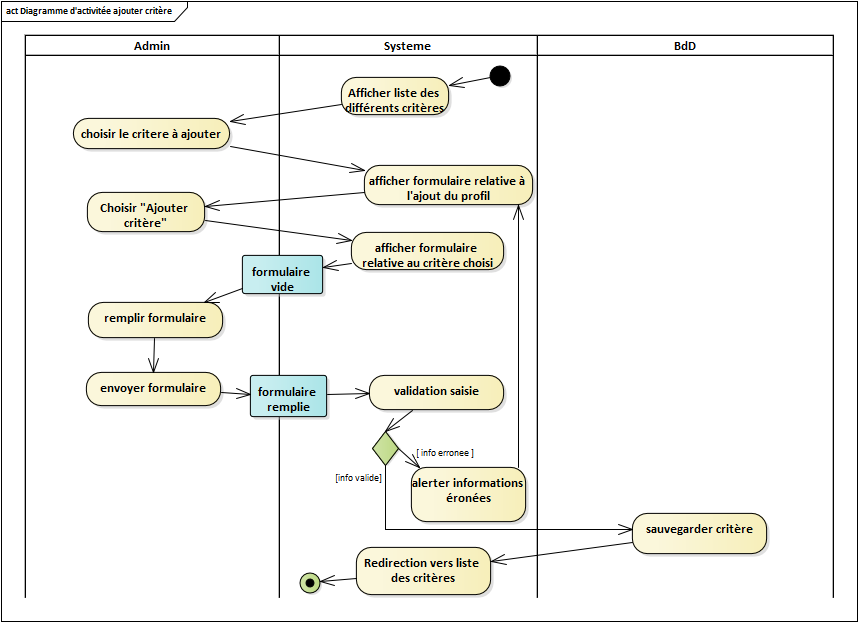 act Diagramme d'activitée ajouter critère
Admin
Systeme
BdD
Afficher liste des
différents critères
choisir le critere à ajouter
afficher formulaire relative à
l'ajout du profil
Choisir "Ajouter
critère"
afficher formulaire
relative au critère choisi
formulaire
vide
remplir formulaire
envoyer formulaire
formulaire
remplie
validation saisie
[ info erronee ]
[info valide]
alerter informations
éronées
sauvegarder critère
Redirection vers liste
des critères